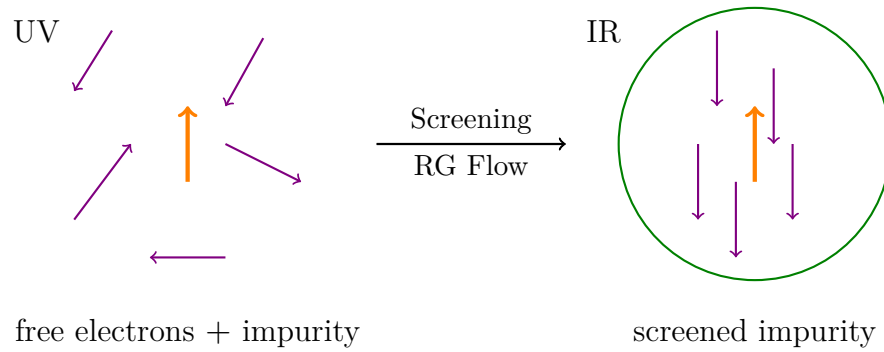 UV
IR
Screening
RG Flow
free electrons + impurity
screened impurity